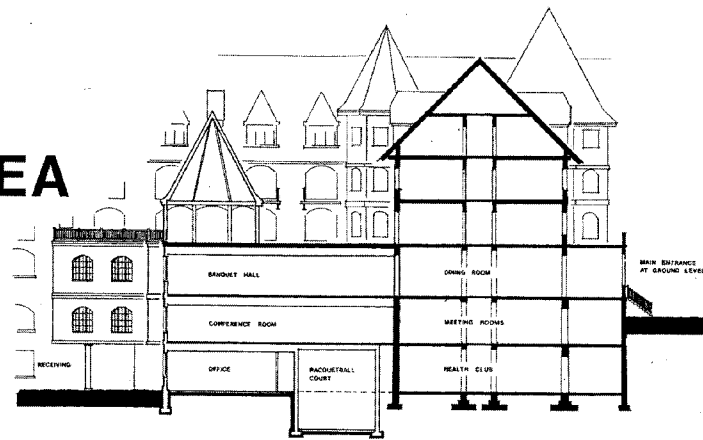 EA
BANQUET HALL
DINING ROOM
MAIN ENTRANCE
AT GROUND LEVEL
CONFERENCE ROOM
MEETING ROOMS
RECEIVING
OFFICE
RACQUETBALL
COURT
HEALTH CLUB